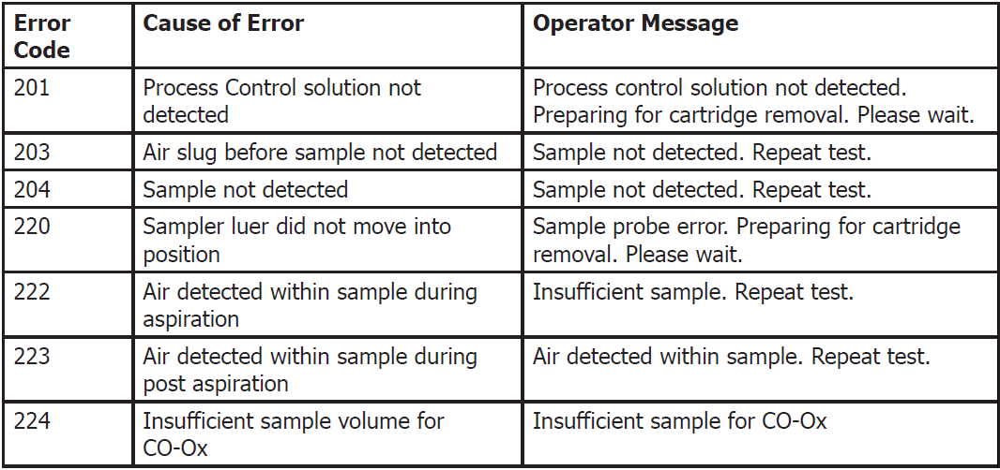 Error Code
Cause of Error
Operator Message
201
Process Control solution not
detected
Process control solution not detected.
Preparing for cartridge removal. Please wait.
203
Air slug before sample not detected
Sample not detected. Repeat test.
204
Sample not detected
Sample not detected. Repeat test.
220
Sampler luer did not move into
position
Sample probe error. Preparing for cartridge
removal. Please wait.
222
Air detected within sample during
aspiration
Insufficient sample. Repeat test.
223
Air detected within sample during
post aspiration
Air detected within sample. Repeat test.
224
Insufficient sample volume for
CO-Ox
Insufficient sample for CO-Ox